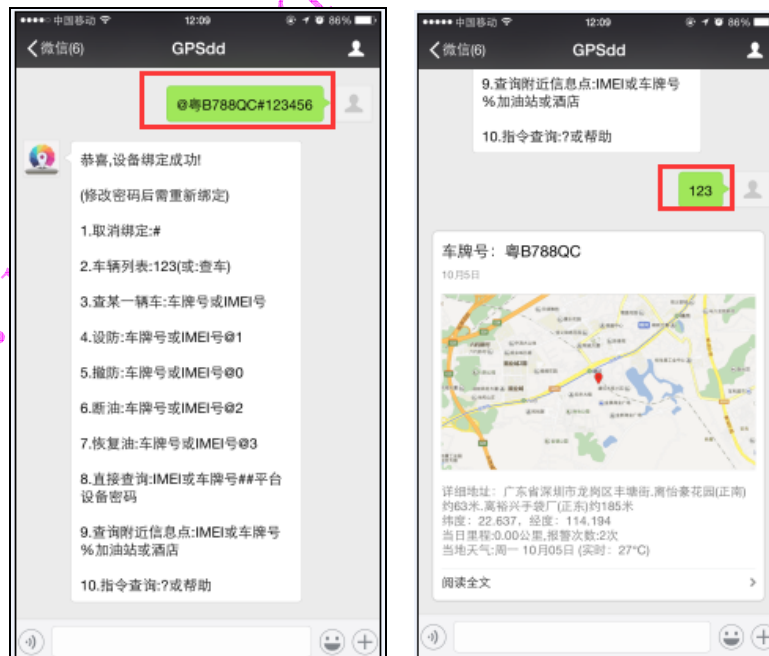 中国移动 12:09 86%
微信(6) GPSdd
@粤B788QC#123456
恭喜,设备绑定成功!
(修改密码后需重新绑定)
1.取消绑定:#
2.车辆列表:123(或:查车)
3.查某一辆车:车牌号或IMEI号
4.设防:车牌号或IMEI号@1
5.撤防:车牌号或IMEI号@0
6.断油:车牌号或IMEI号@2
7.恢复油:车牌号或IMEI号@3
8.直接查询:IMEI或车牌号##平台
设备密码
9.查询附近信息点:IMEI或车牌号
%加油站或酒店
10.指令查询:?或帮助
中国移动 12:09 86%
微信(6) GPSdd
9.查询附近信息点:IMEI或车牌号
%加油站或酒店
10.指令查询:?或帮助
123
车牌号：粤B788QC
10月5日
详细地址：广东省深圳市龙岗区丰塘街.离怡豪花园(正南)
约63米.高裕兴手袋厂(正东)约185米
纬度：22.637，经度：114.194
当日里程:0.00公里,报警次数:2次
当地天气:周一 10月05日 (实时：27°C)
阅读全文